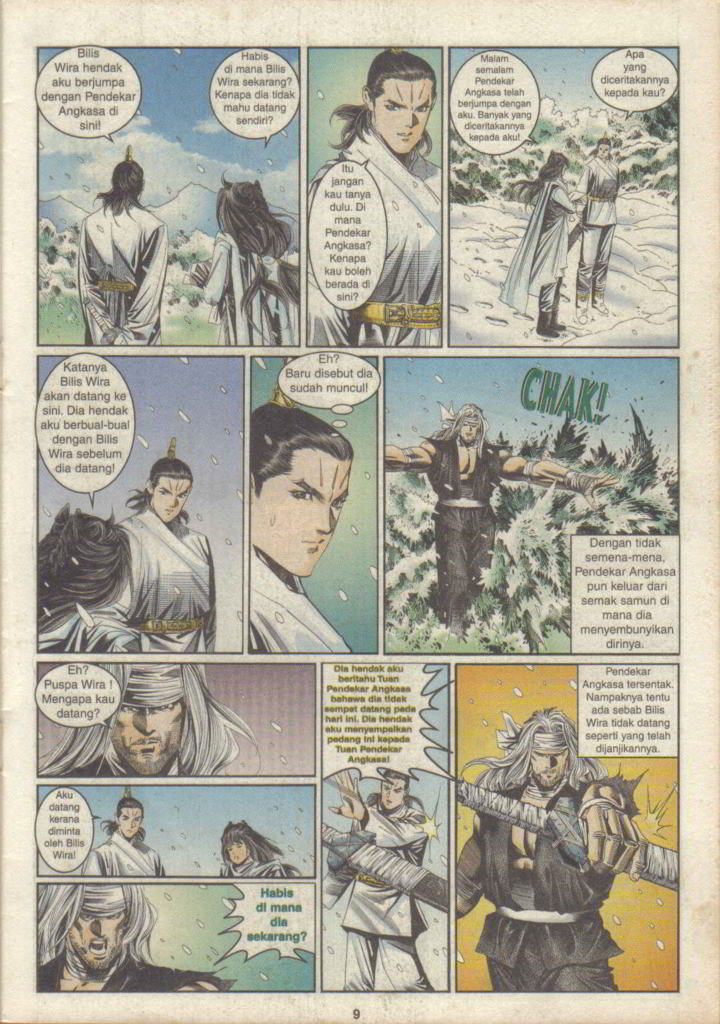 Bilis
Wira hendak
aku berjumpa
dengan Pendekar
Angkasa di
sini!
Habis
di mana Bilis
Wira sekarang?
Kenapa dia tidak
mahu datang
sendiri?
Itu
jangan
kau tanya
dulu. Di
mana
Pendekar
Angkasa?
Kenapa
kau boleh
berada di
sini?
Malam
semalam
Pendekar
Angkasa telah
berjumpa dengan
aku. Banyak yang
diceritakannya
kepada aku!
Apa
yang
diceritakannya
kepada kau?
Katanya
Bilis Wira
akan datang ke
sini. Dia hendak
aku berbual-bual
dengan Bilis
Wira sebelum
dia datang!
Eh?
Baru disebut dia
sudah muncul!
CHAK!
Dengan tidak
semena-mena,
Pendekar Angkasa
pun keluar dari
semak samun di
mana dia
menyembunyikan
dirinya.
Eh?
Puspa Wira !
Mengapa kau
datang?
Aku
datang
kerana
diminta
oleh Bilis
Wira!
Habis
di mana
dia
sekarang?
Dia hendak aku
beritahu Tuan
Pendekar Angkasa
bahawa dia tidak
sempat datang pada
hari ini. Dia hendak
aku menyampaikan
pedang ini kepada
Tuan Pendekar
Angkasa!
Pendekar
Angkasa tersentak.
Nampaknya tentu
ada sebab Bilis
Wira tidak datang
seperti yang telah
dijanjikannya.
9